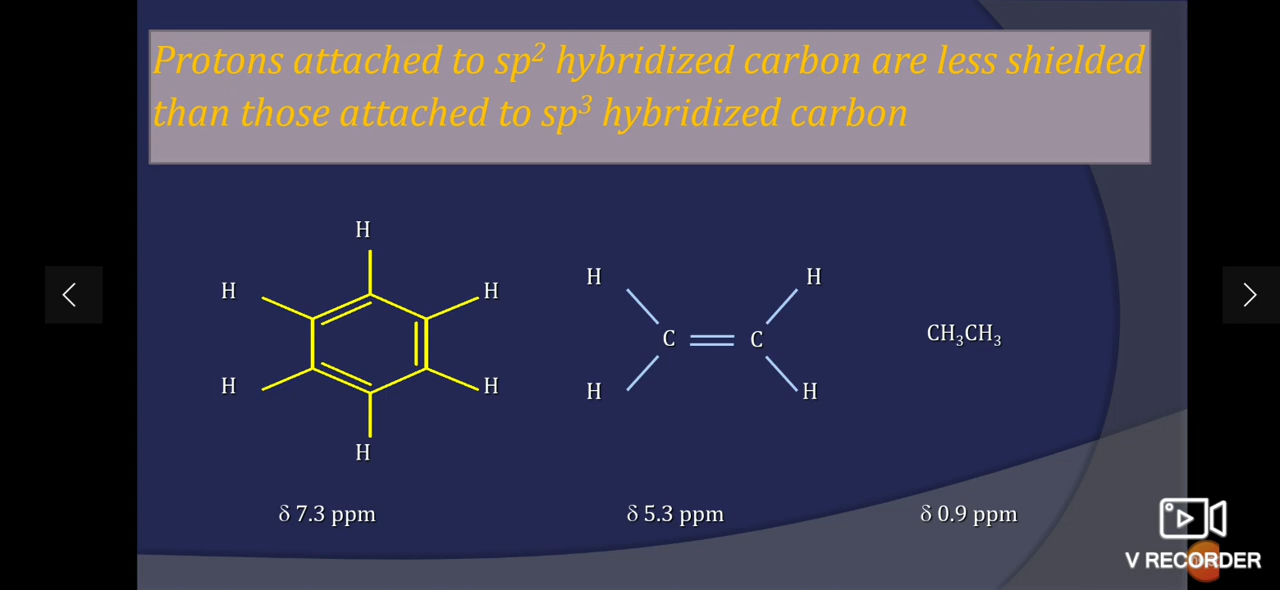 Protons attached to sp² hybridized carbon are less shielded
than those attached to sp³ hybridized carbon
H
H H
H H
H
H H
C C
H H
CH₃CH₃
δ 7.3 ppm δ 5.3 ppm δ 0.9 ppm
V RECORDER